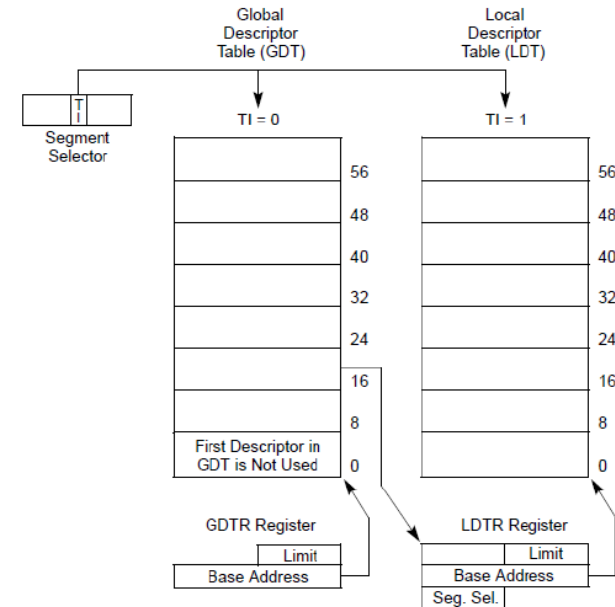 Global
Descriptor
Table (GDT)
Local
Descriptor
Table (LDT)
T
I
Segment
Selector
TI = 0
TI = 1
56
48
40
32
24
16
8
First Descriptor in
GDT is Not Used
0
56
48
40
32
24
16
8
0
GDTR Register
Limit
Base Address
LDTR Register
Limit
Base Address
Seg. Sel.